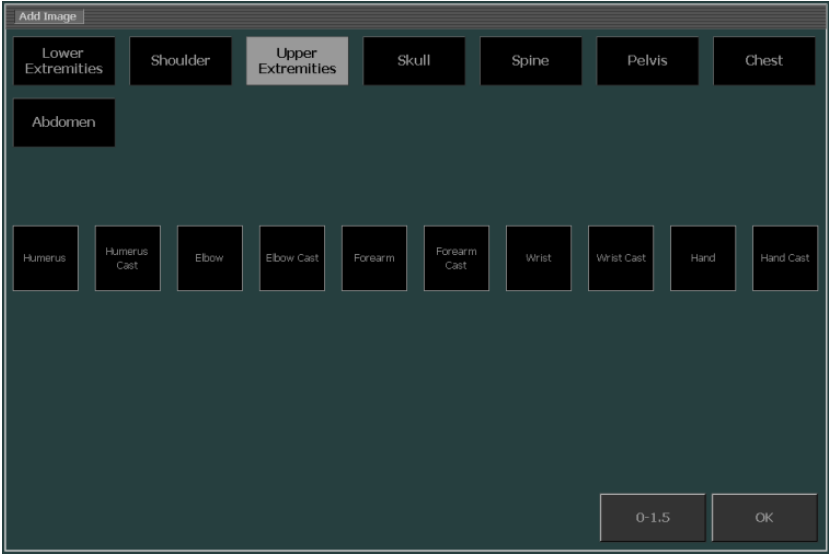 Add Image
Lower
Extremities
Shoulder
Upper
Extremities
Skull
Spine
Pelvis
Chest
Abdomen
Humerus
Humerus
Cast
Elbow
Elbow Cast
Forearm
Forearm
Cast
Wrist
Wrist Cast
Hand
Hand Cast
0-1.5
OK